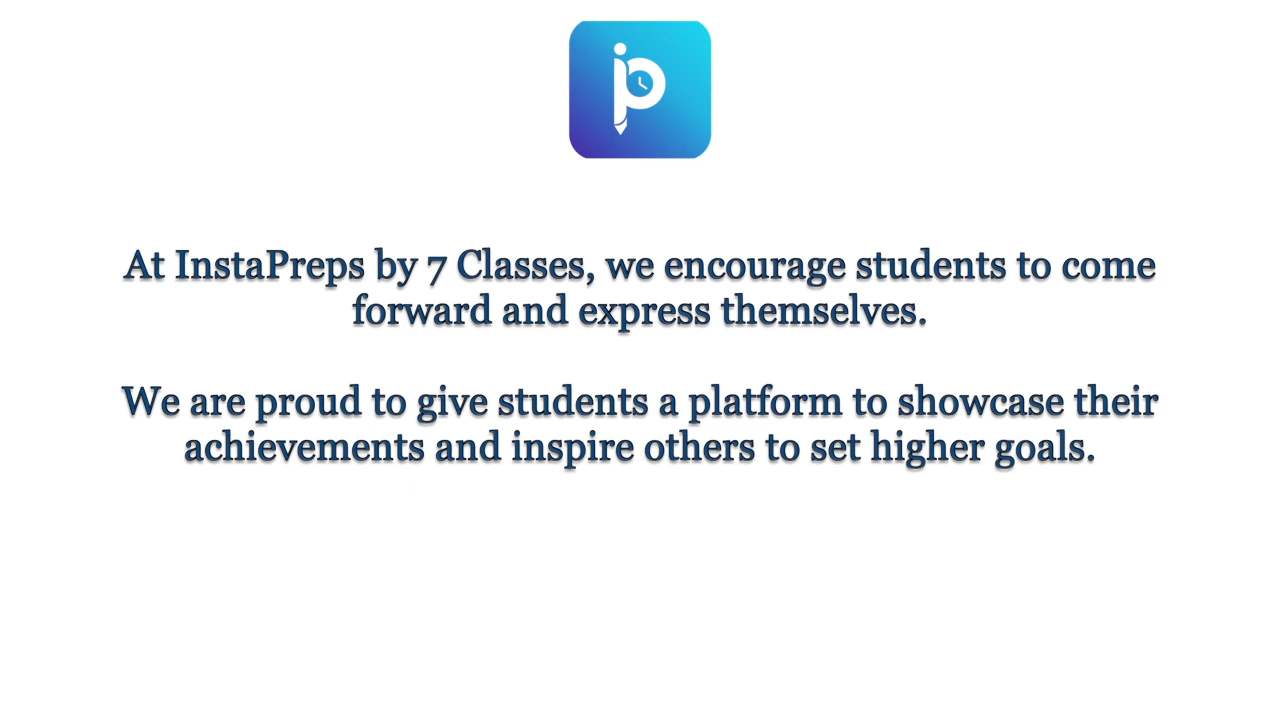 ip
At InstaPreps by 7 Classes, we encourage students to come
forward and express themselves.
We are proud to give students a platform to showcase their
achievements and inspire others to set higher goals.